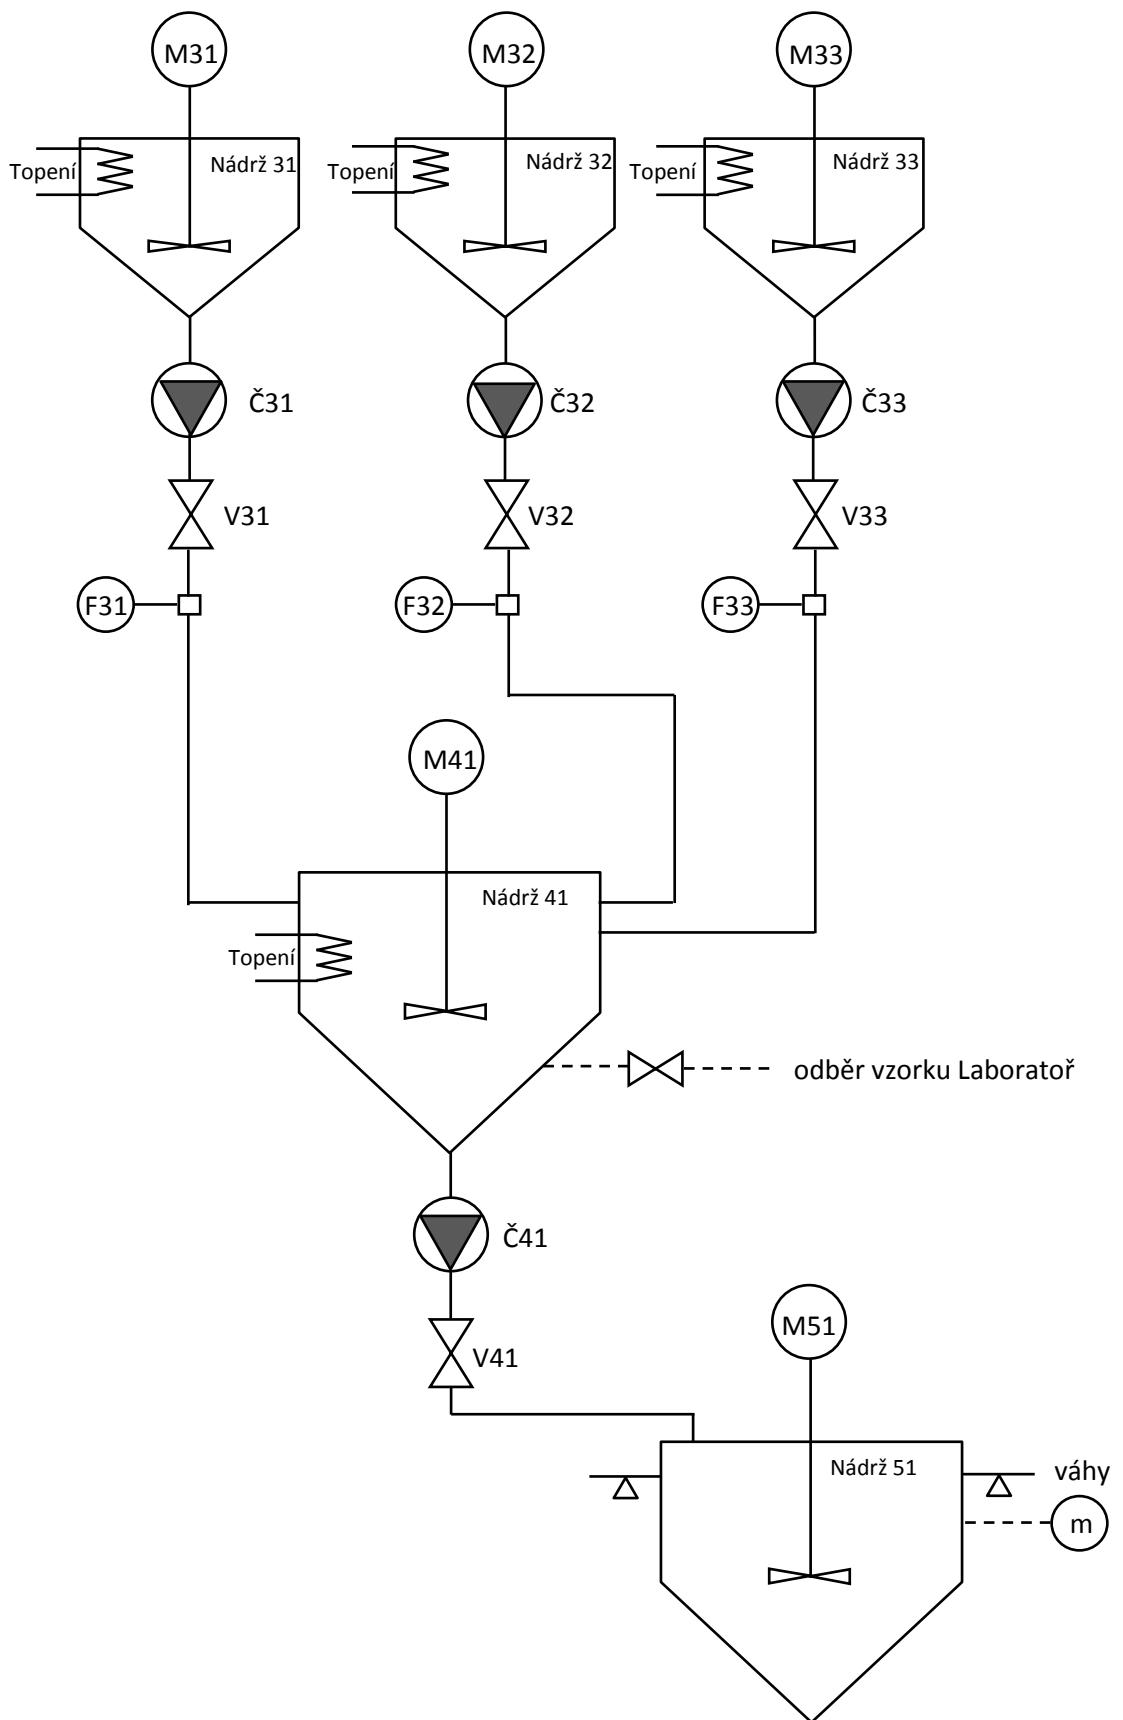 M31
M32
M33
Topení
Nádrž 31
Topení
Nádrž 32
Topení
Nádrž 33
Č31
Č32
Č33
V31
V32
V33
F31
F32
F33
M41
Nádrž 41
Topení
odběr vzorku Laboratoř
Č41
M51
V41
Nádrž 51
váhy
m